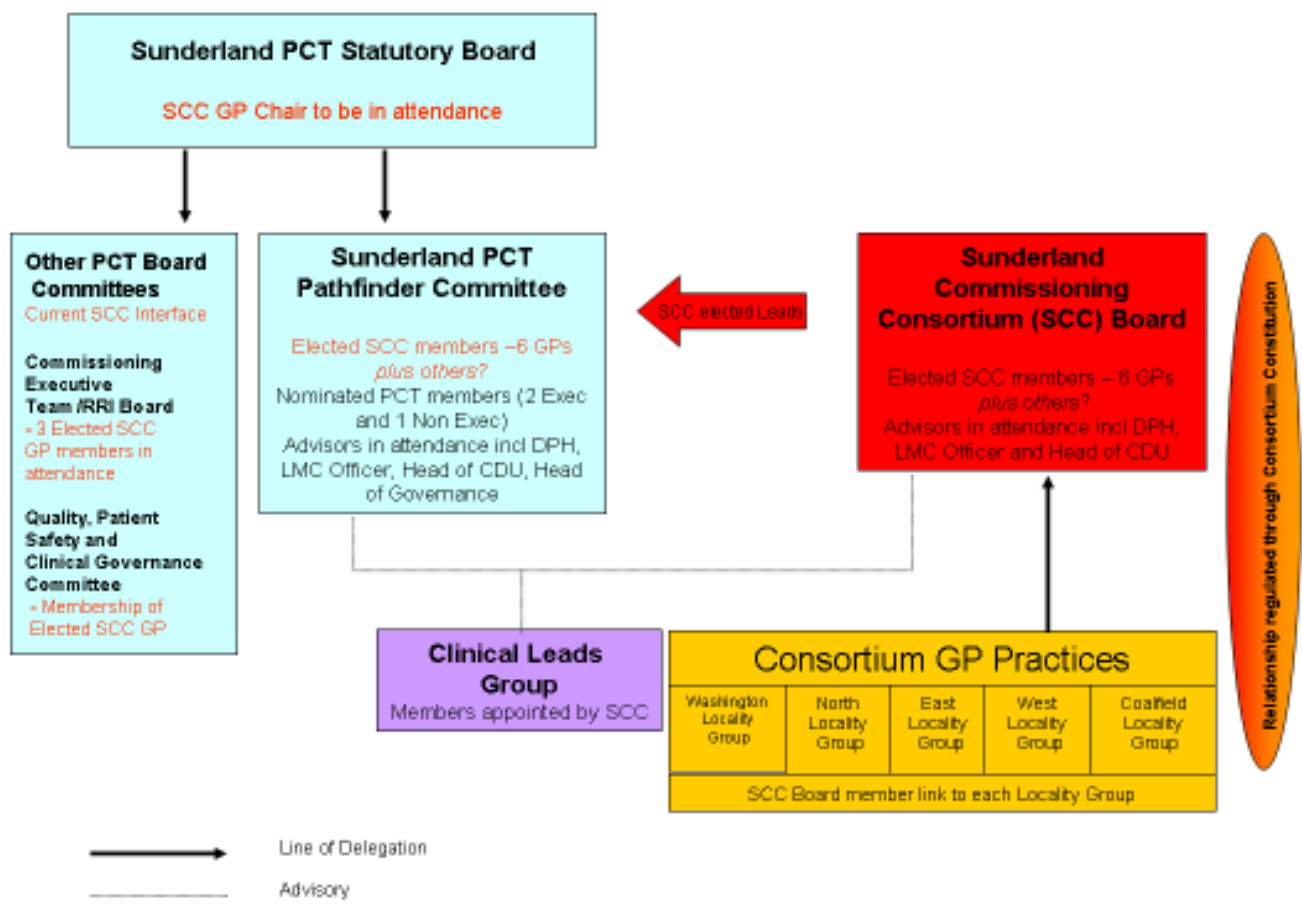 Sunderland PCT Statutory Board
SCC GP Chair to be in attendance
Other PCT Board
Committees
Current SCC Interface
Commissioning
Executive
Team /RRI Board
- 3 Elected SCC
GP members in
attendance
Quality, Patient
Safety and
Clinical Governance
Committee
- Membership of
Elected SCC GP
Sunderland PCT
Pathfinder Committee
Elected SCC members –6 GPs
plus others?
Nominated PCT members (2 Exec
and 1 Non Exec)
Advisors in attendance incl DPH,
LMC Officer, Head of CDU, Head
of Governance
SCC elected Leads
Sunderland
Commissioning
Consortium (SCC) Board
Elected SCC members – 6 GPs
plus others?
Advisors in attendance incl DPH,
LMC Officer and Head of CDU
Relationship regulated through Consortium Constitution
Clinical Leads
Group
Members appointed by SCC
Consortium GP Practices
Washington
Locality
Group
North
Locality
Group
East
Locality
Group
West
Locality
Group
Coalfield
Locality
Group
SCC Board member link to each Locality Group
Line of Delegation
Advisory